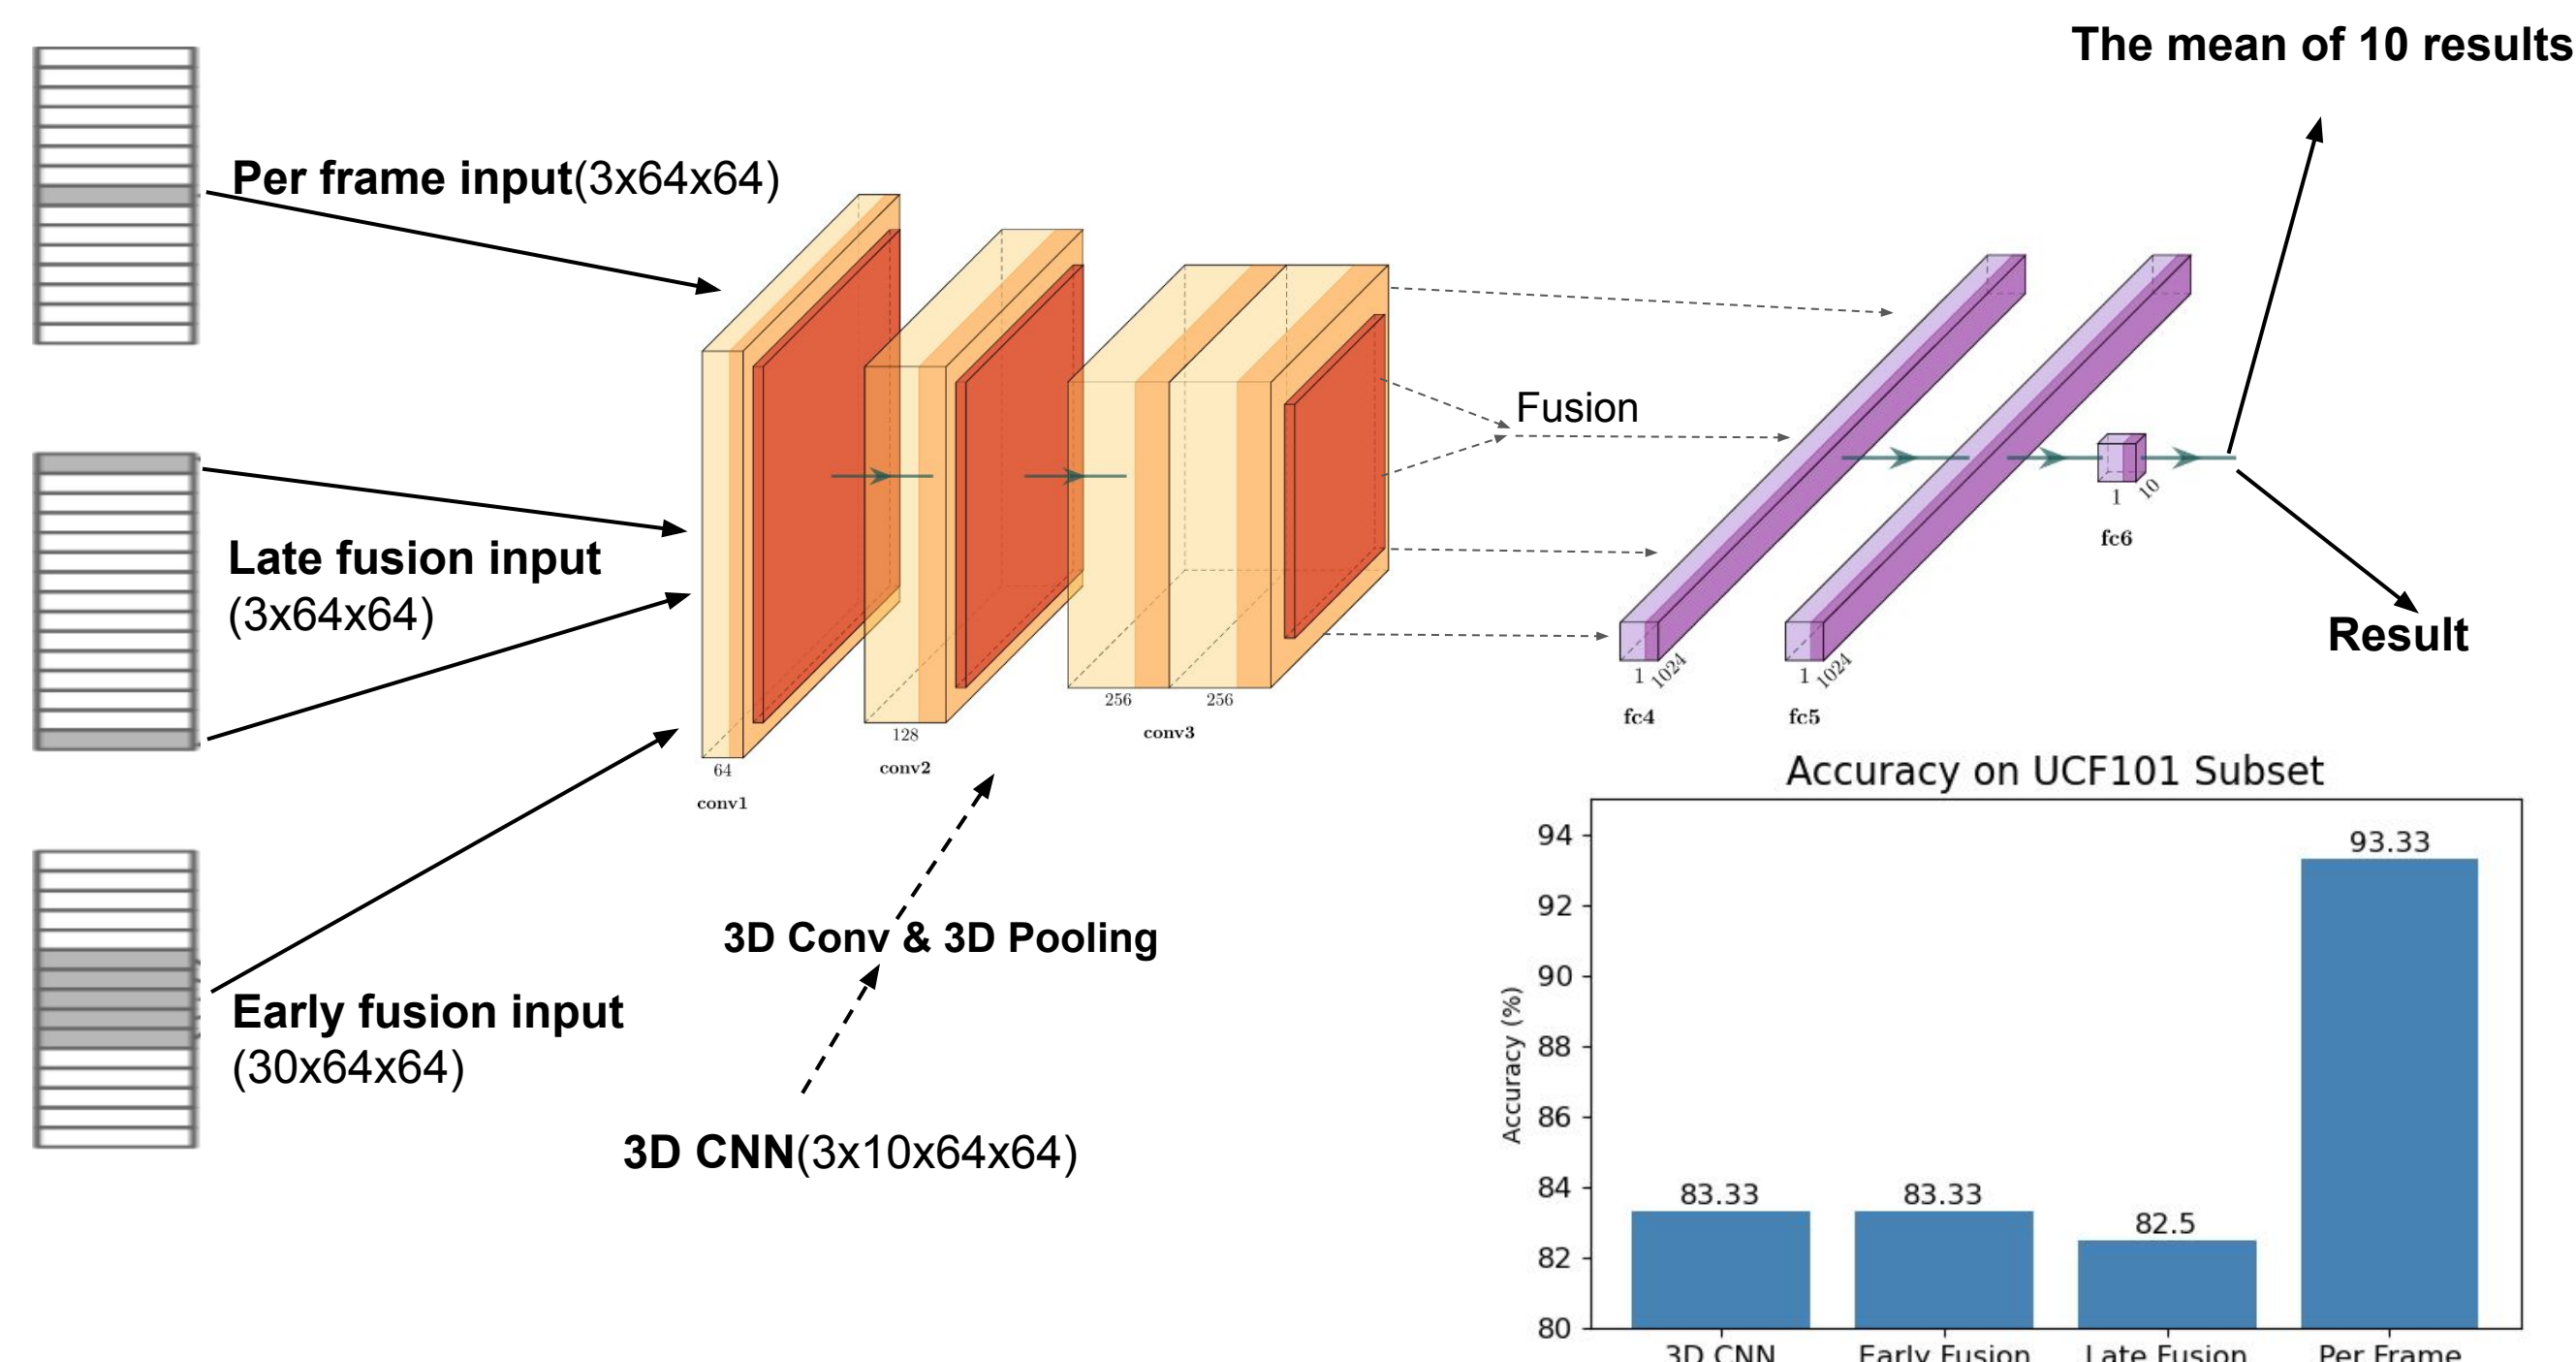 The mean of 10 results
Per frame input(3x64x64)
Late fusion input
(3x64x64)
Early fusion input
(30x64x64)
3D Conv & 3D Pooling
3D CNN(3x10x64x64)
64
conv1
128
conv2
256 256
conv3
Fusion
1 1024
fc4
1 1024
fc5
1 10
fc6
Result
Accuracy on UCF101 Subset
Accuracy (%)
94
92
90
88
86
84
82
80
83.33
83.33
82.5
93.33
3D CNN
Early Fusion
Late Fusion
Per Frame